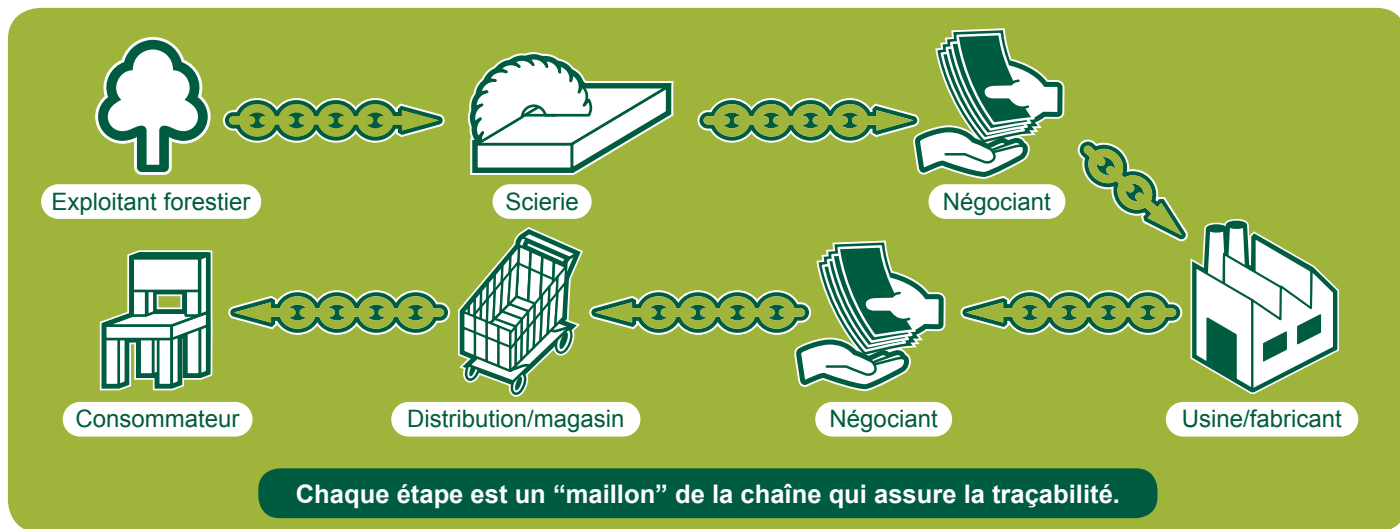 Exploitant forestier
Scierie
Négociant
Consommateur
Distribution/magasin
Négociant
Usine/fabricant
Chaque étape est un “maillon” de la chaîne qui assure la traçabilité.